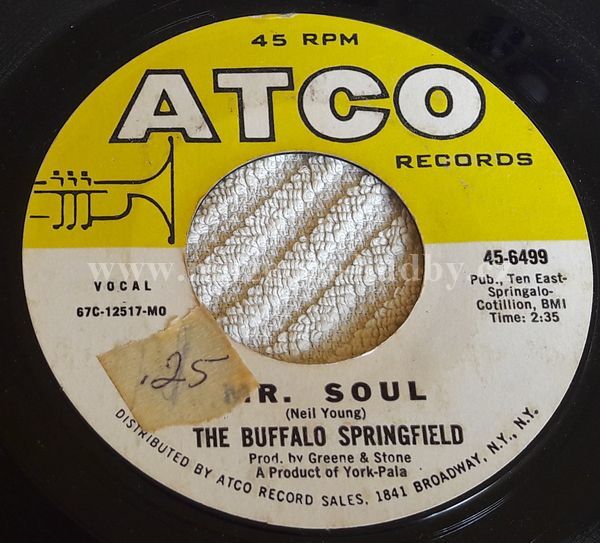 45 RPM
ATCO
RECORDS
45-6499
Pub., Ten East-
Springalo-
Cotillion, BMI
Time: 2:35
VOCAL
67C-12517-MO
.25
MR. SOUL
(Neil Young)
THE BUFFALO SPRINGFIELD
Prod. by Greene & Stone
A Product of York-Pala
DISTRIBUTED BY ATCO RECORD SALES, 1841 BROADWAY, N.Y., N.Y.